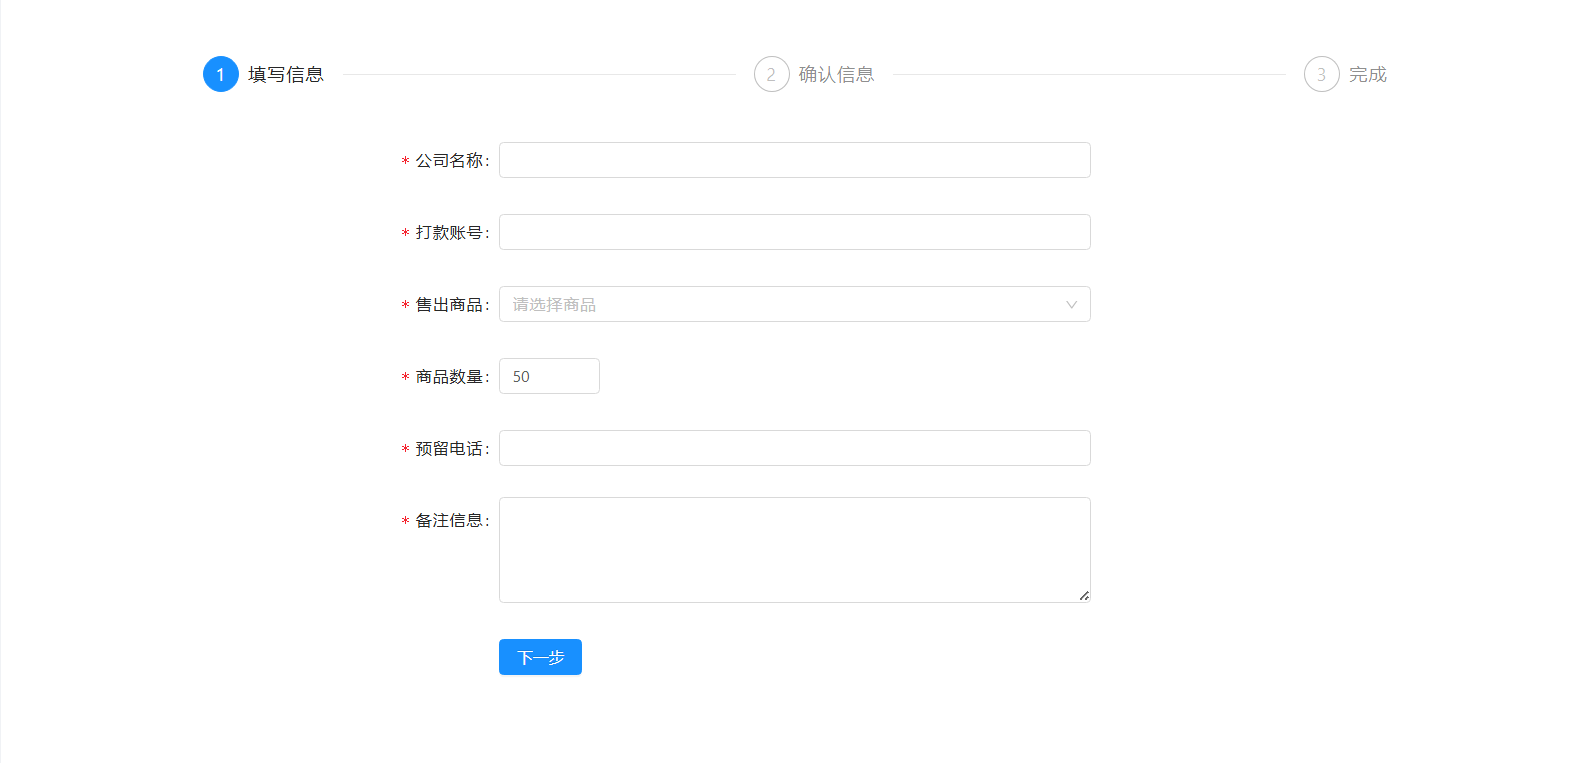 1 填写信息 2 确认信息 3 完成
* 公司名称:
* 打款账号:
* 售出商品: 请选择商品
* 商品数量: 50
* 预留电话:
* 备注信息:
下一步